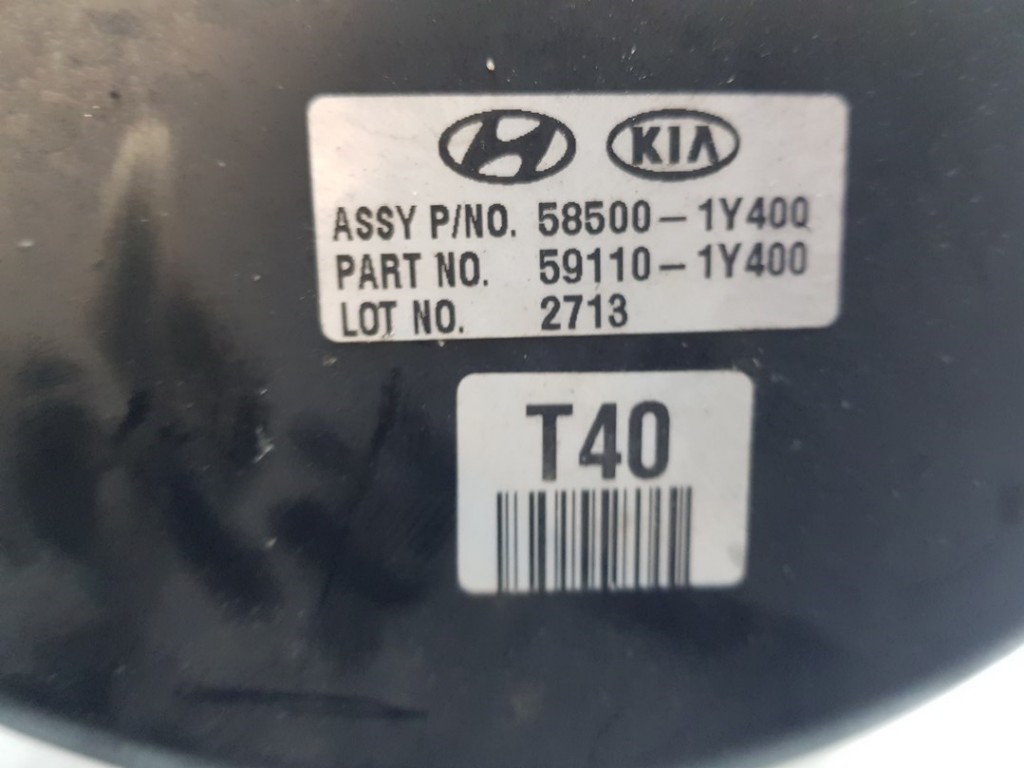 KIA
ASSY P/NO. 58500-1Y400
PART NO. 59110-1Y400
LOT NO. 2713
T40